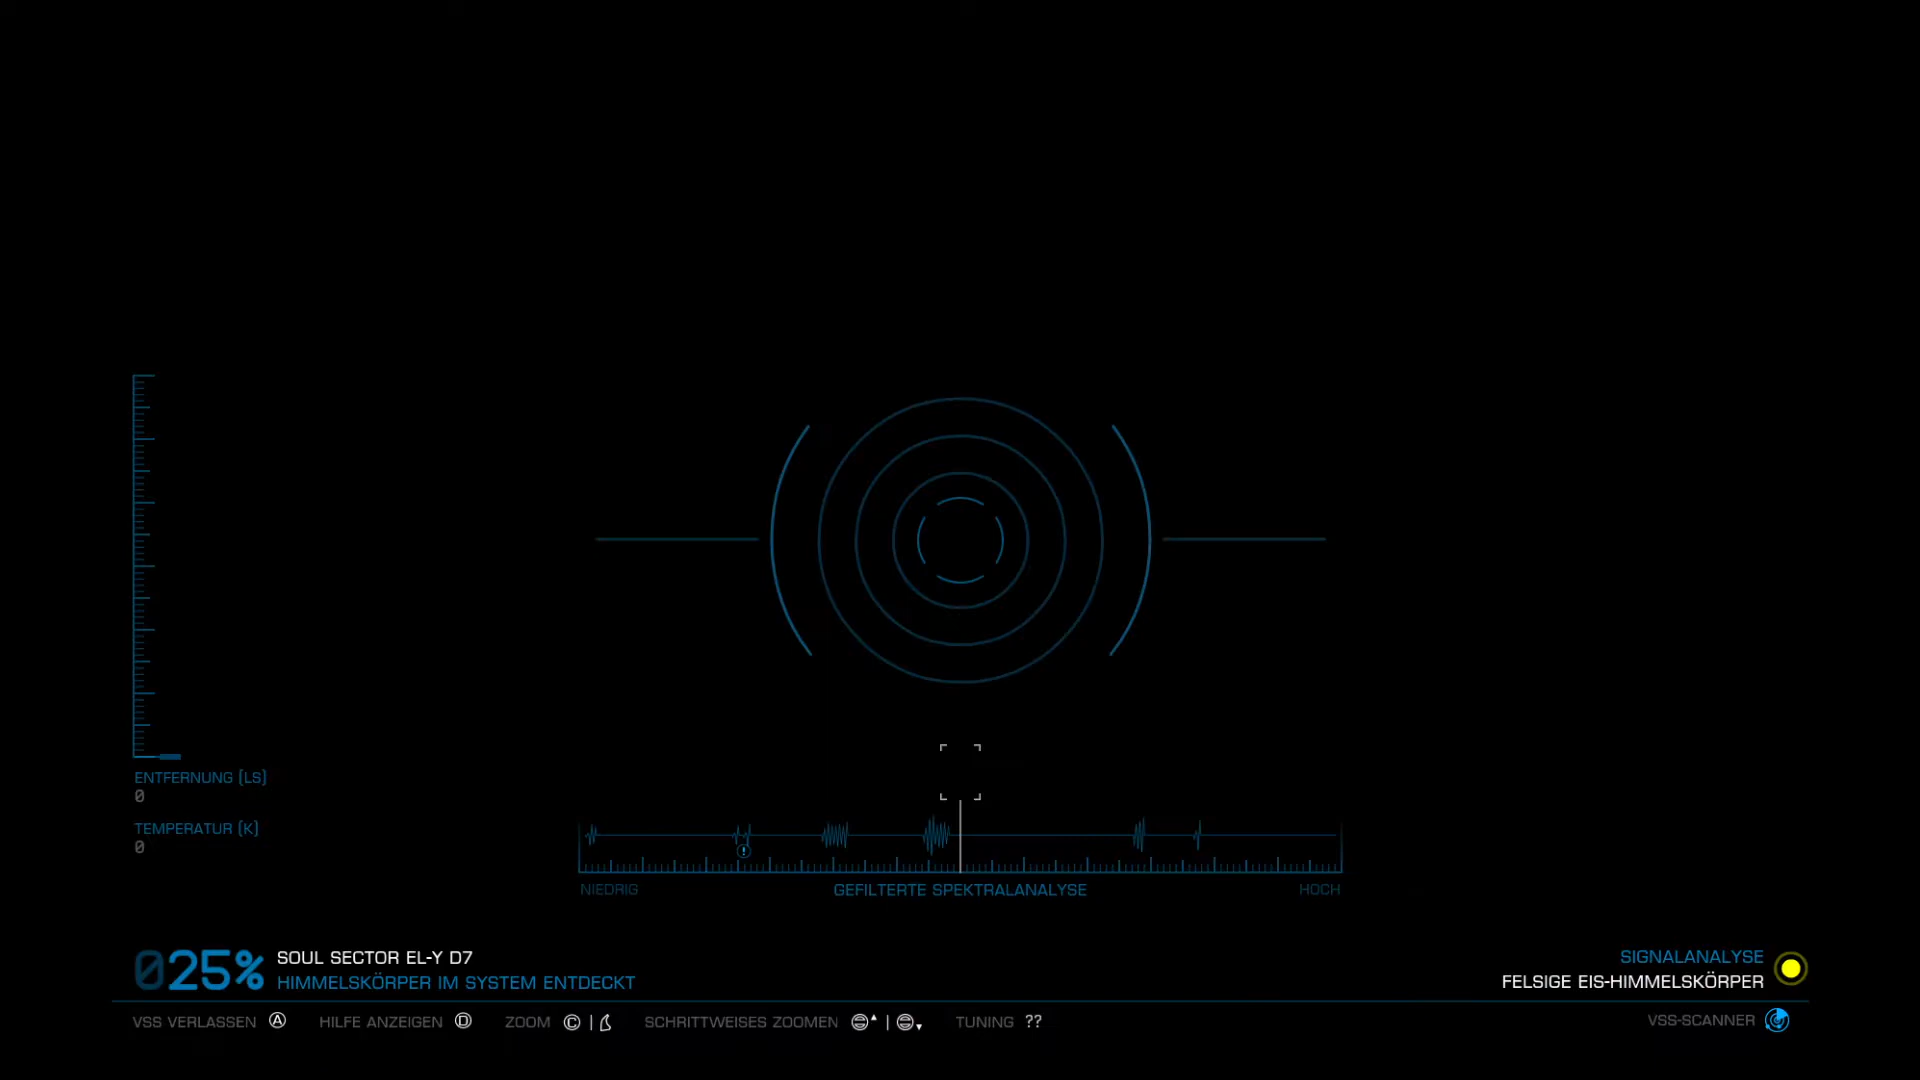 ENTFERNUNG (LS)
0
TEMPERATUR (K)
0
NIEDRIG
GEFILTERTE SPEKTRALANALYSE
HOCH
025%
SOUL SECTOR EL-Y D7
HIMMELSKÖRPER IM SYSTEM ENTDECKT
SIGNALANALYSE
FELSIGE EIS-HIMMELSKÖRPER
VSS VERLASSEN A HILFE ANZEIGEN D ZOOM C | SCHRITTWEISES ZOOMEN | TUNING ??
VSS-SCANNER